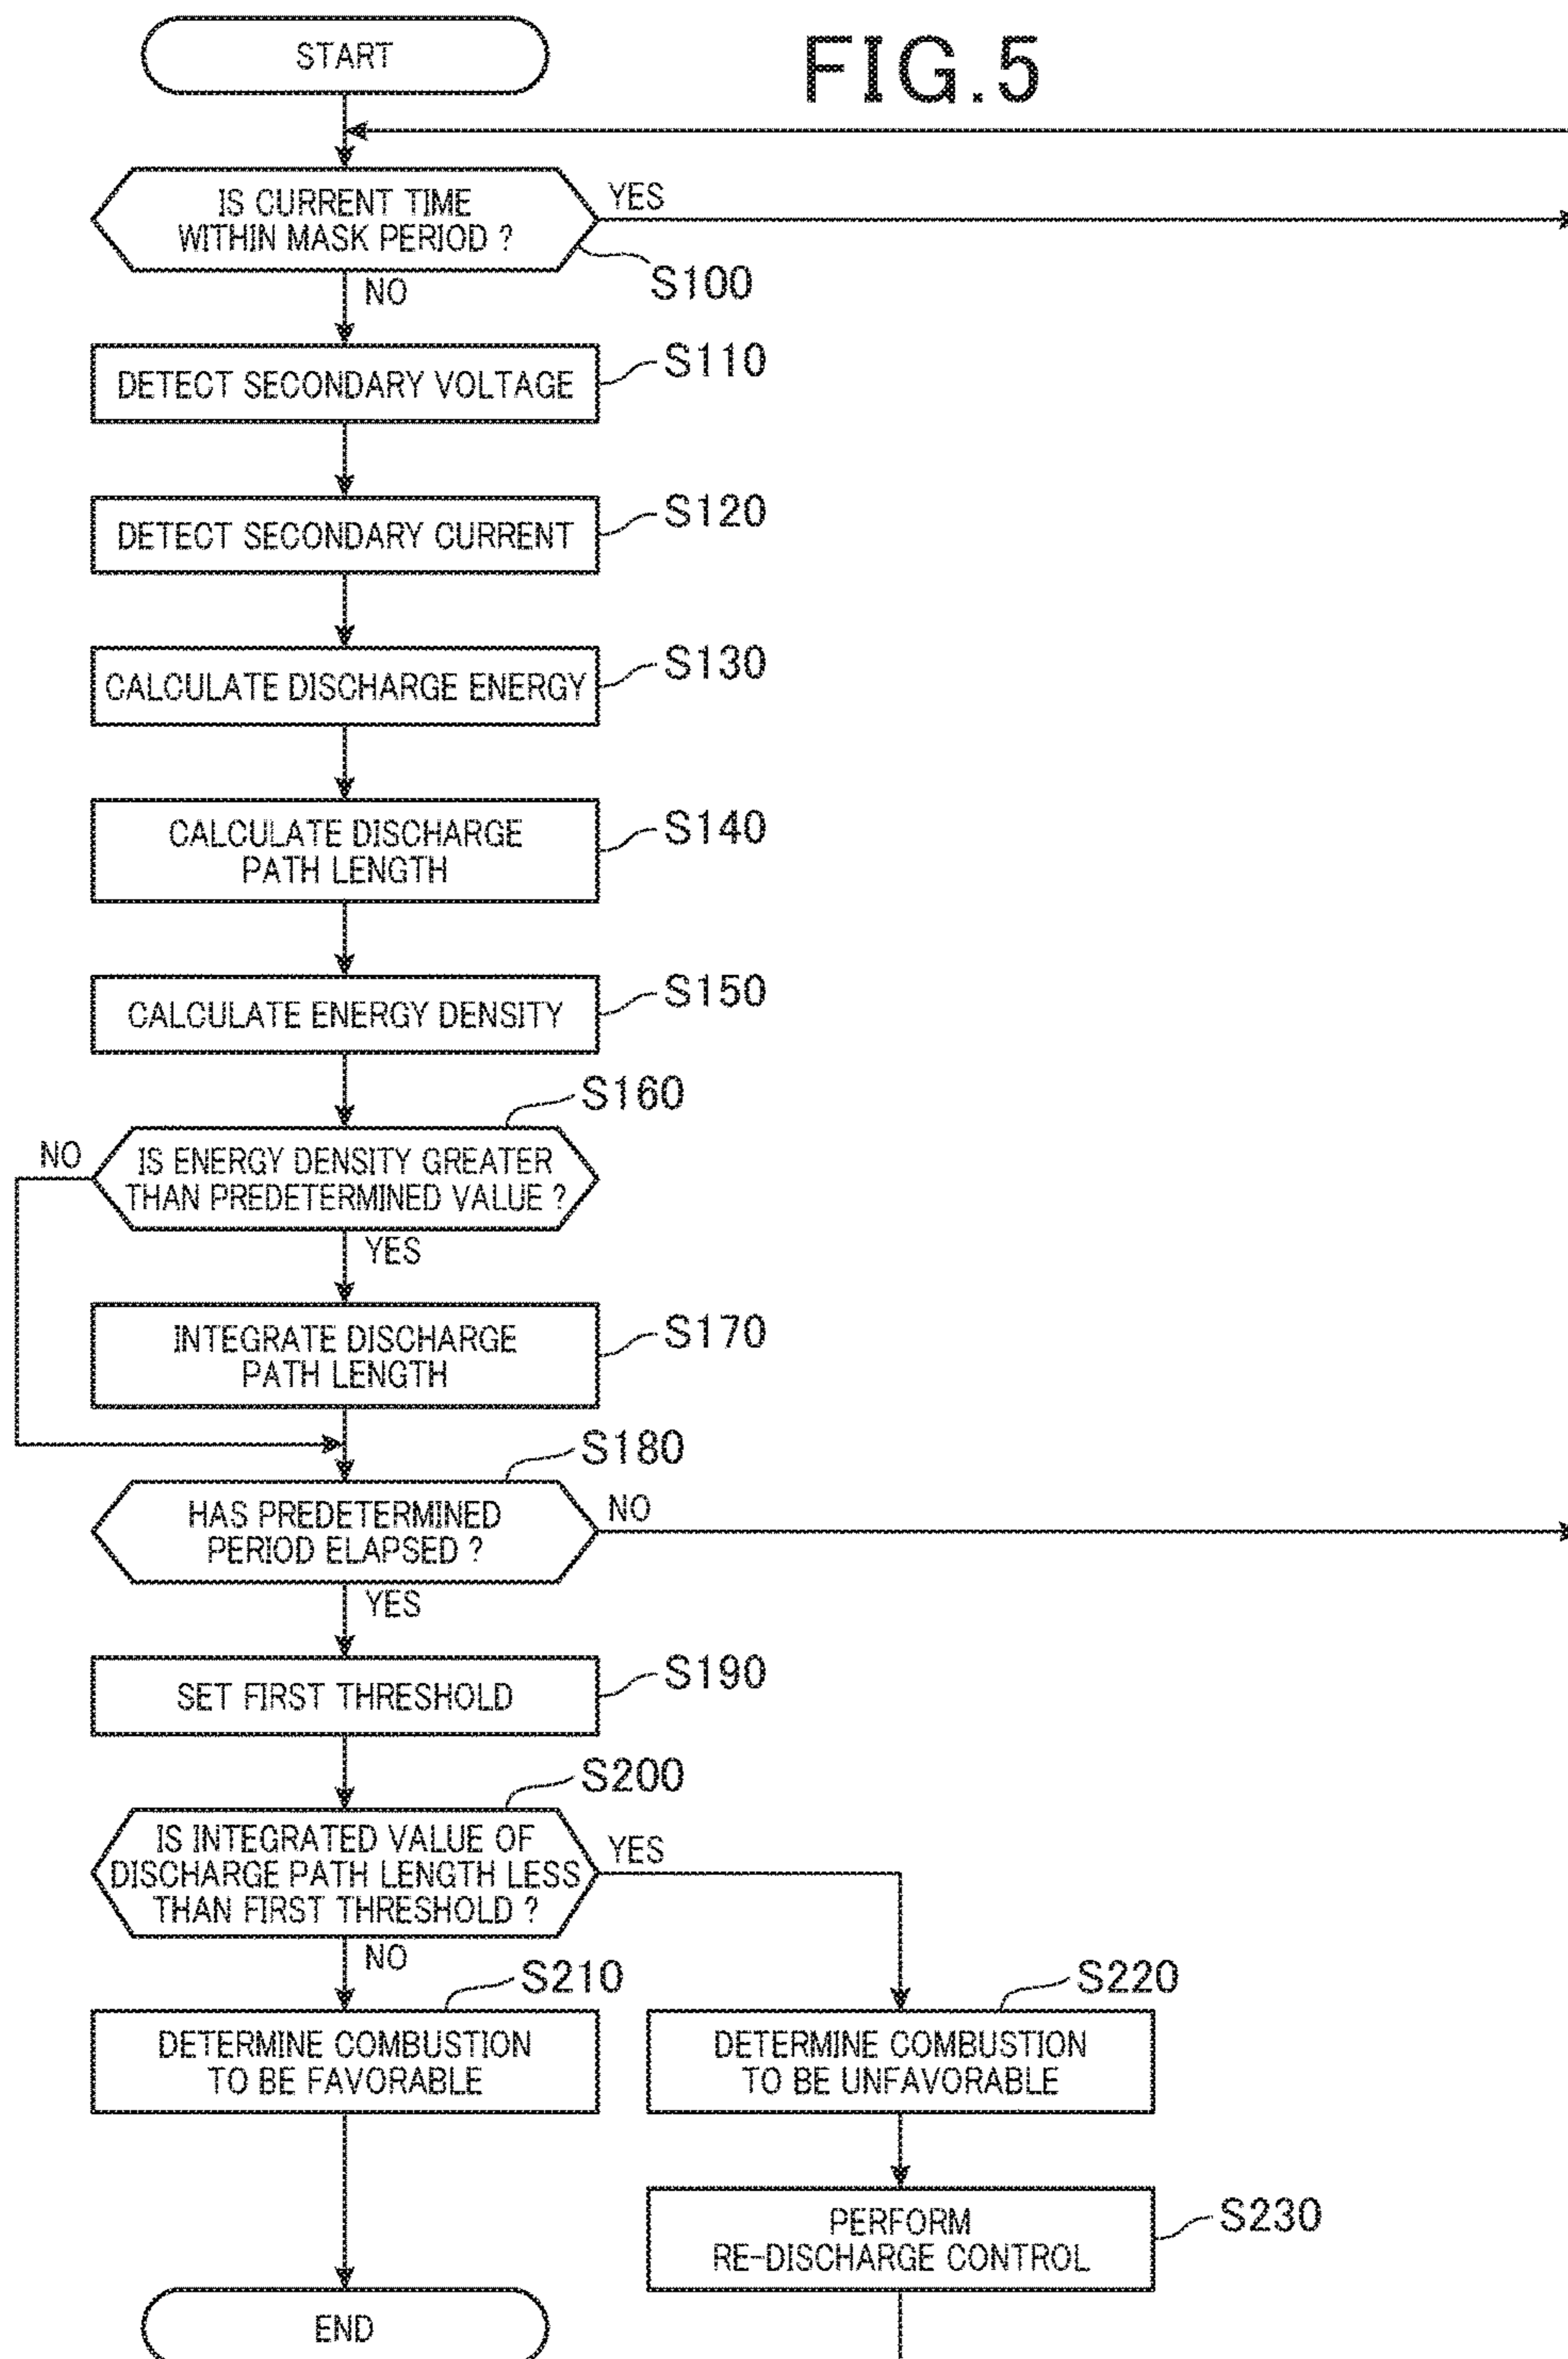 FIG.5
START
IS CURRENT TIME
WITHIN MASK PERIOD ?
YES
S100
NO
DETECT SECONDARY VOLTAGE
S110
DETECT SECONDARY CURRENT
S120
CALCULATE DISCHARGE ENERGY
S130
CALCULATE DISCHARGE
PATH LENGTH
S140
CALCULATE ENERGY DENSITY
S150
S160
NO
IS ENERGY DENSITY GREATER
THAN PREDETERMINED VALUE ?
YES
INTEGRATE DISCHARGE
PATH LENGTH
S170
S180
HAS PREDETERMINED
PERIOD ELAPSED ?
NO
YES
SET FIRST THRESHOLD
S190
S200
IS INTEGRATED VALUE OF
DISCHARGE PATH LENGTH LESS
THAN FIRST THRESHOLD ?
YES
NO
S210
DETERMINE COMBUSTION
TO BE FAVORABLE
S220
DETERMINE COMBUSTION
TO BE UNFAVORABLE
PERFORM
RE-DISCHARGE CONTROL
S230
END